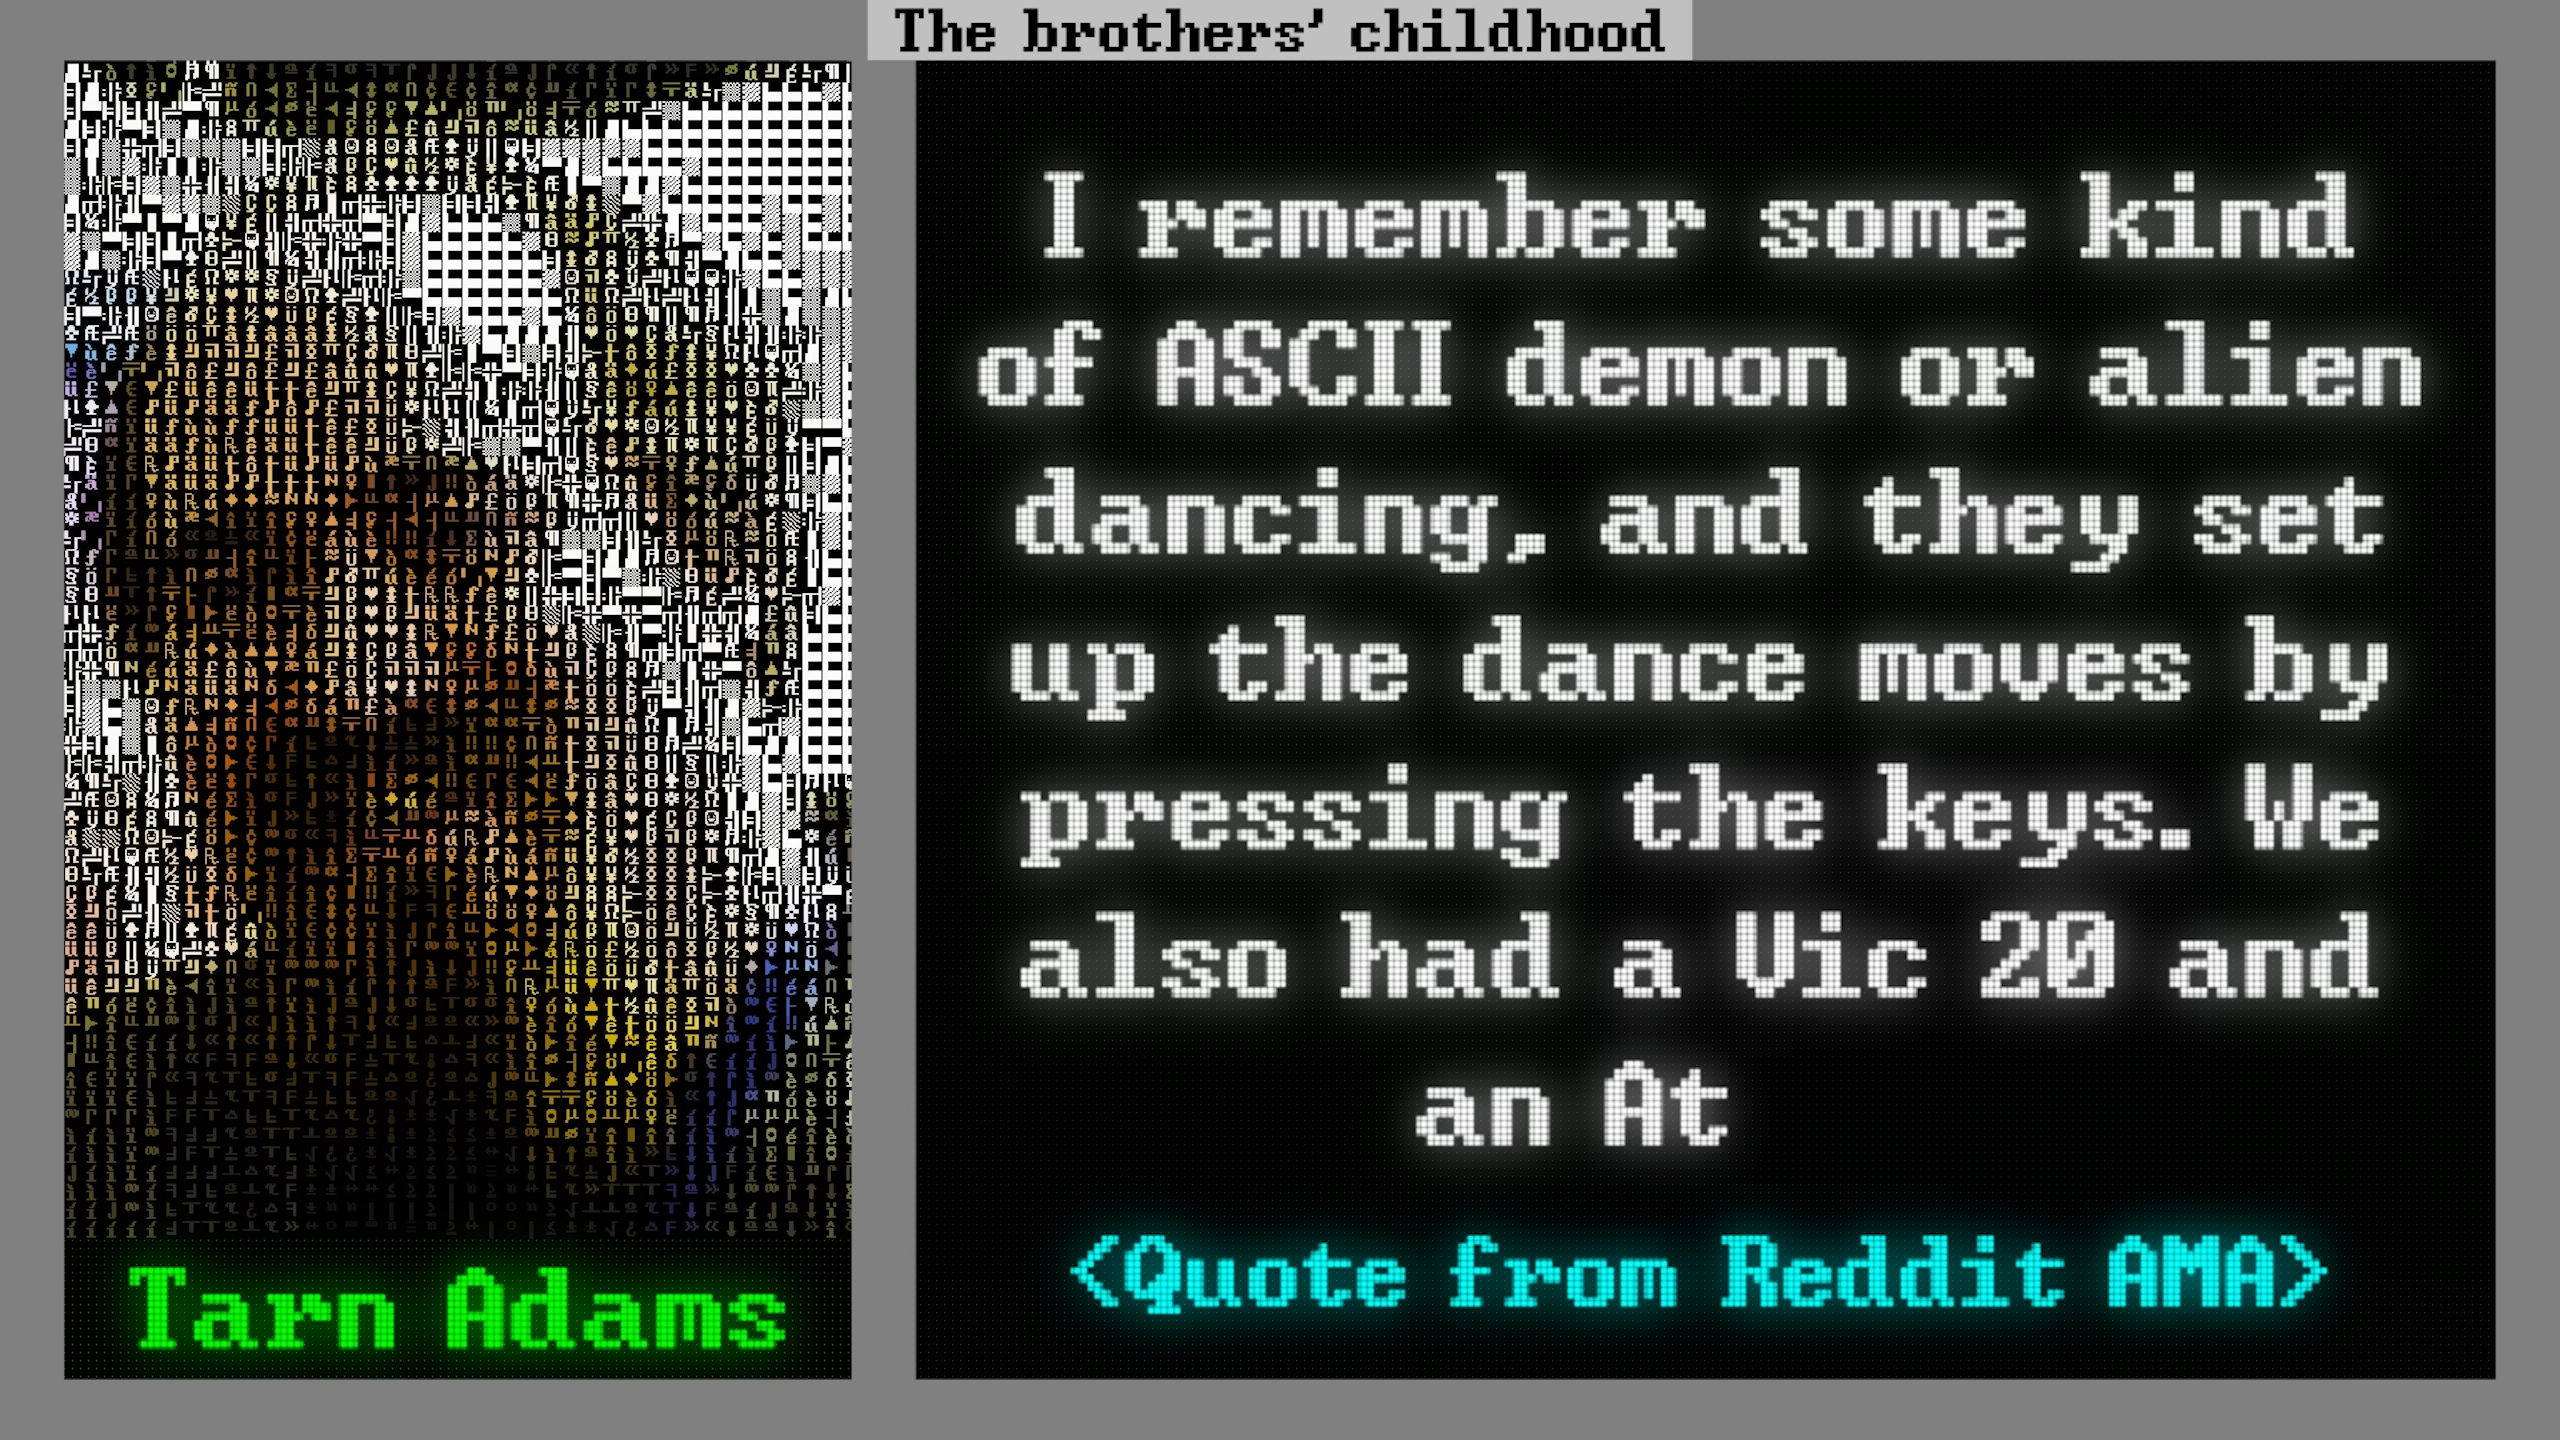 The brothers' childhood
I remember some kind
of ASCII demon or alien
dancing, and they set
up the dance moves by
pressing the keys. We
also had a Vic 20 and
an At
<Quote from Reddit AMA>
Tarn Adams